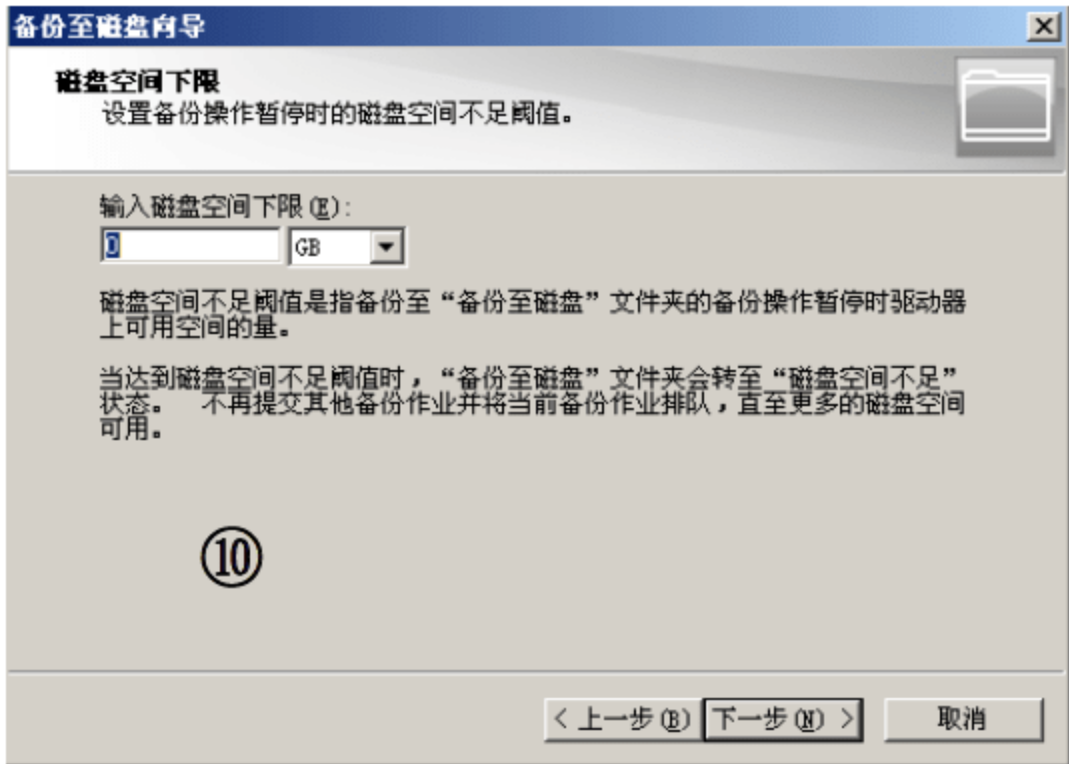 备份至磁盘向导
磁盘空间下限
设置备份操作暂停时的磁盘空间不足阈值。
输入磁盘空间下限(E):
0 GB
磁盘空间不足阈值是指备份至“备份至磁盘”文件夹的备份操作暂停时驱动器
上可用空间的量。
当达到磁盘空间不足阈值时，“备份至磁盘”文件夹会转至“磁盘空间不足”
状态。 不再提交其他备份作业并将当前备份作业排队，直至更多的磁盘空间
可用。
⑩
< 上一步(B) 下一步(N) > 取消